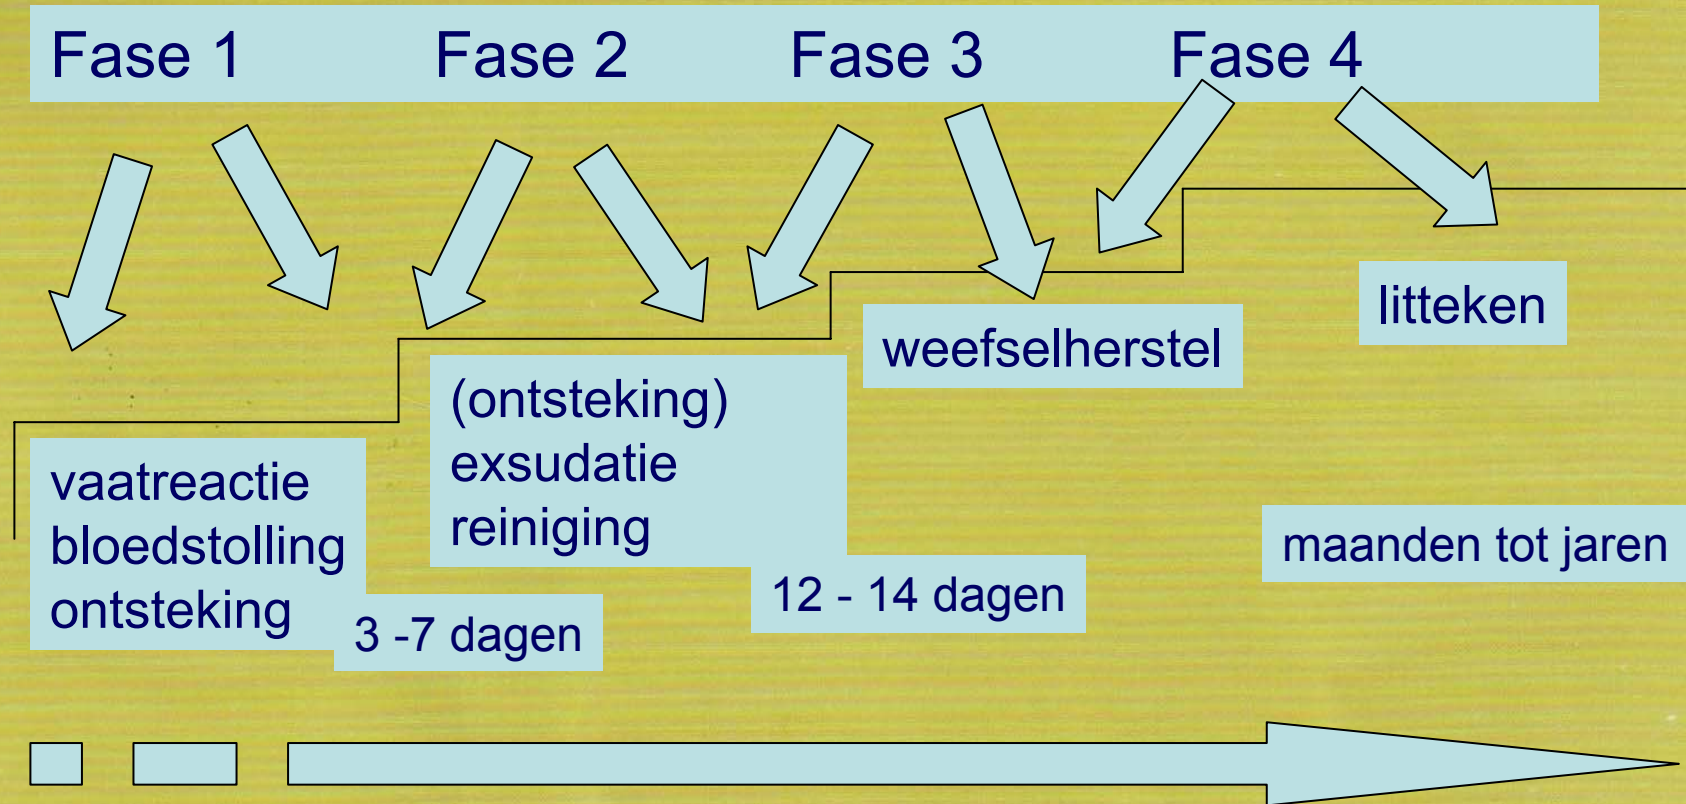 Fase 1 Fase 2 Fase 3 Fase 4
vaatreactie
bloedstolling
ontsteking
3 -7 dagen
(ontsteking)
exsudatie
reiniging
12 - 14 dagen
weefselherstel
litteken
maanden tot jaren